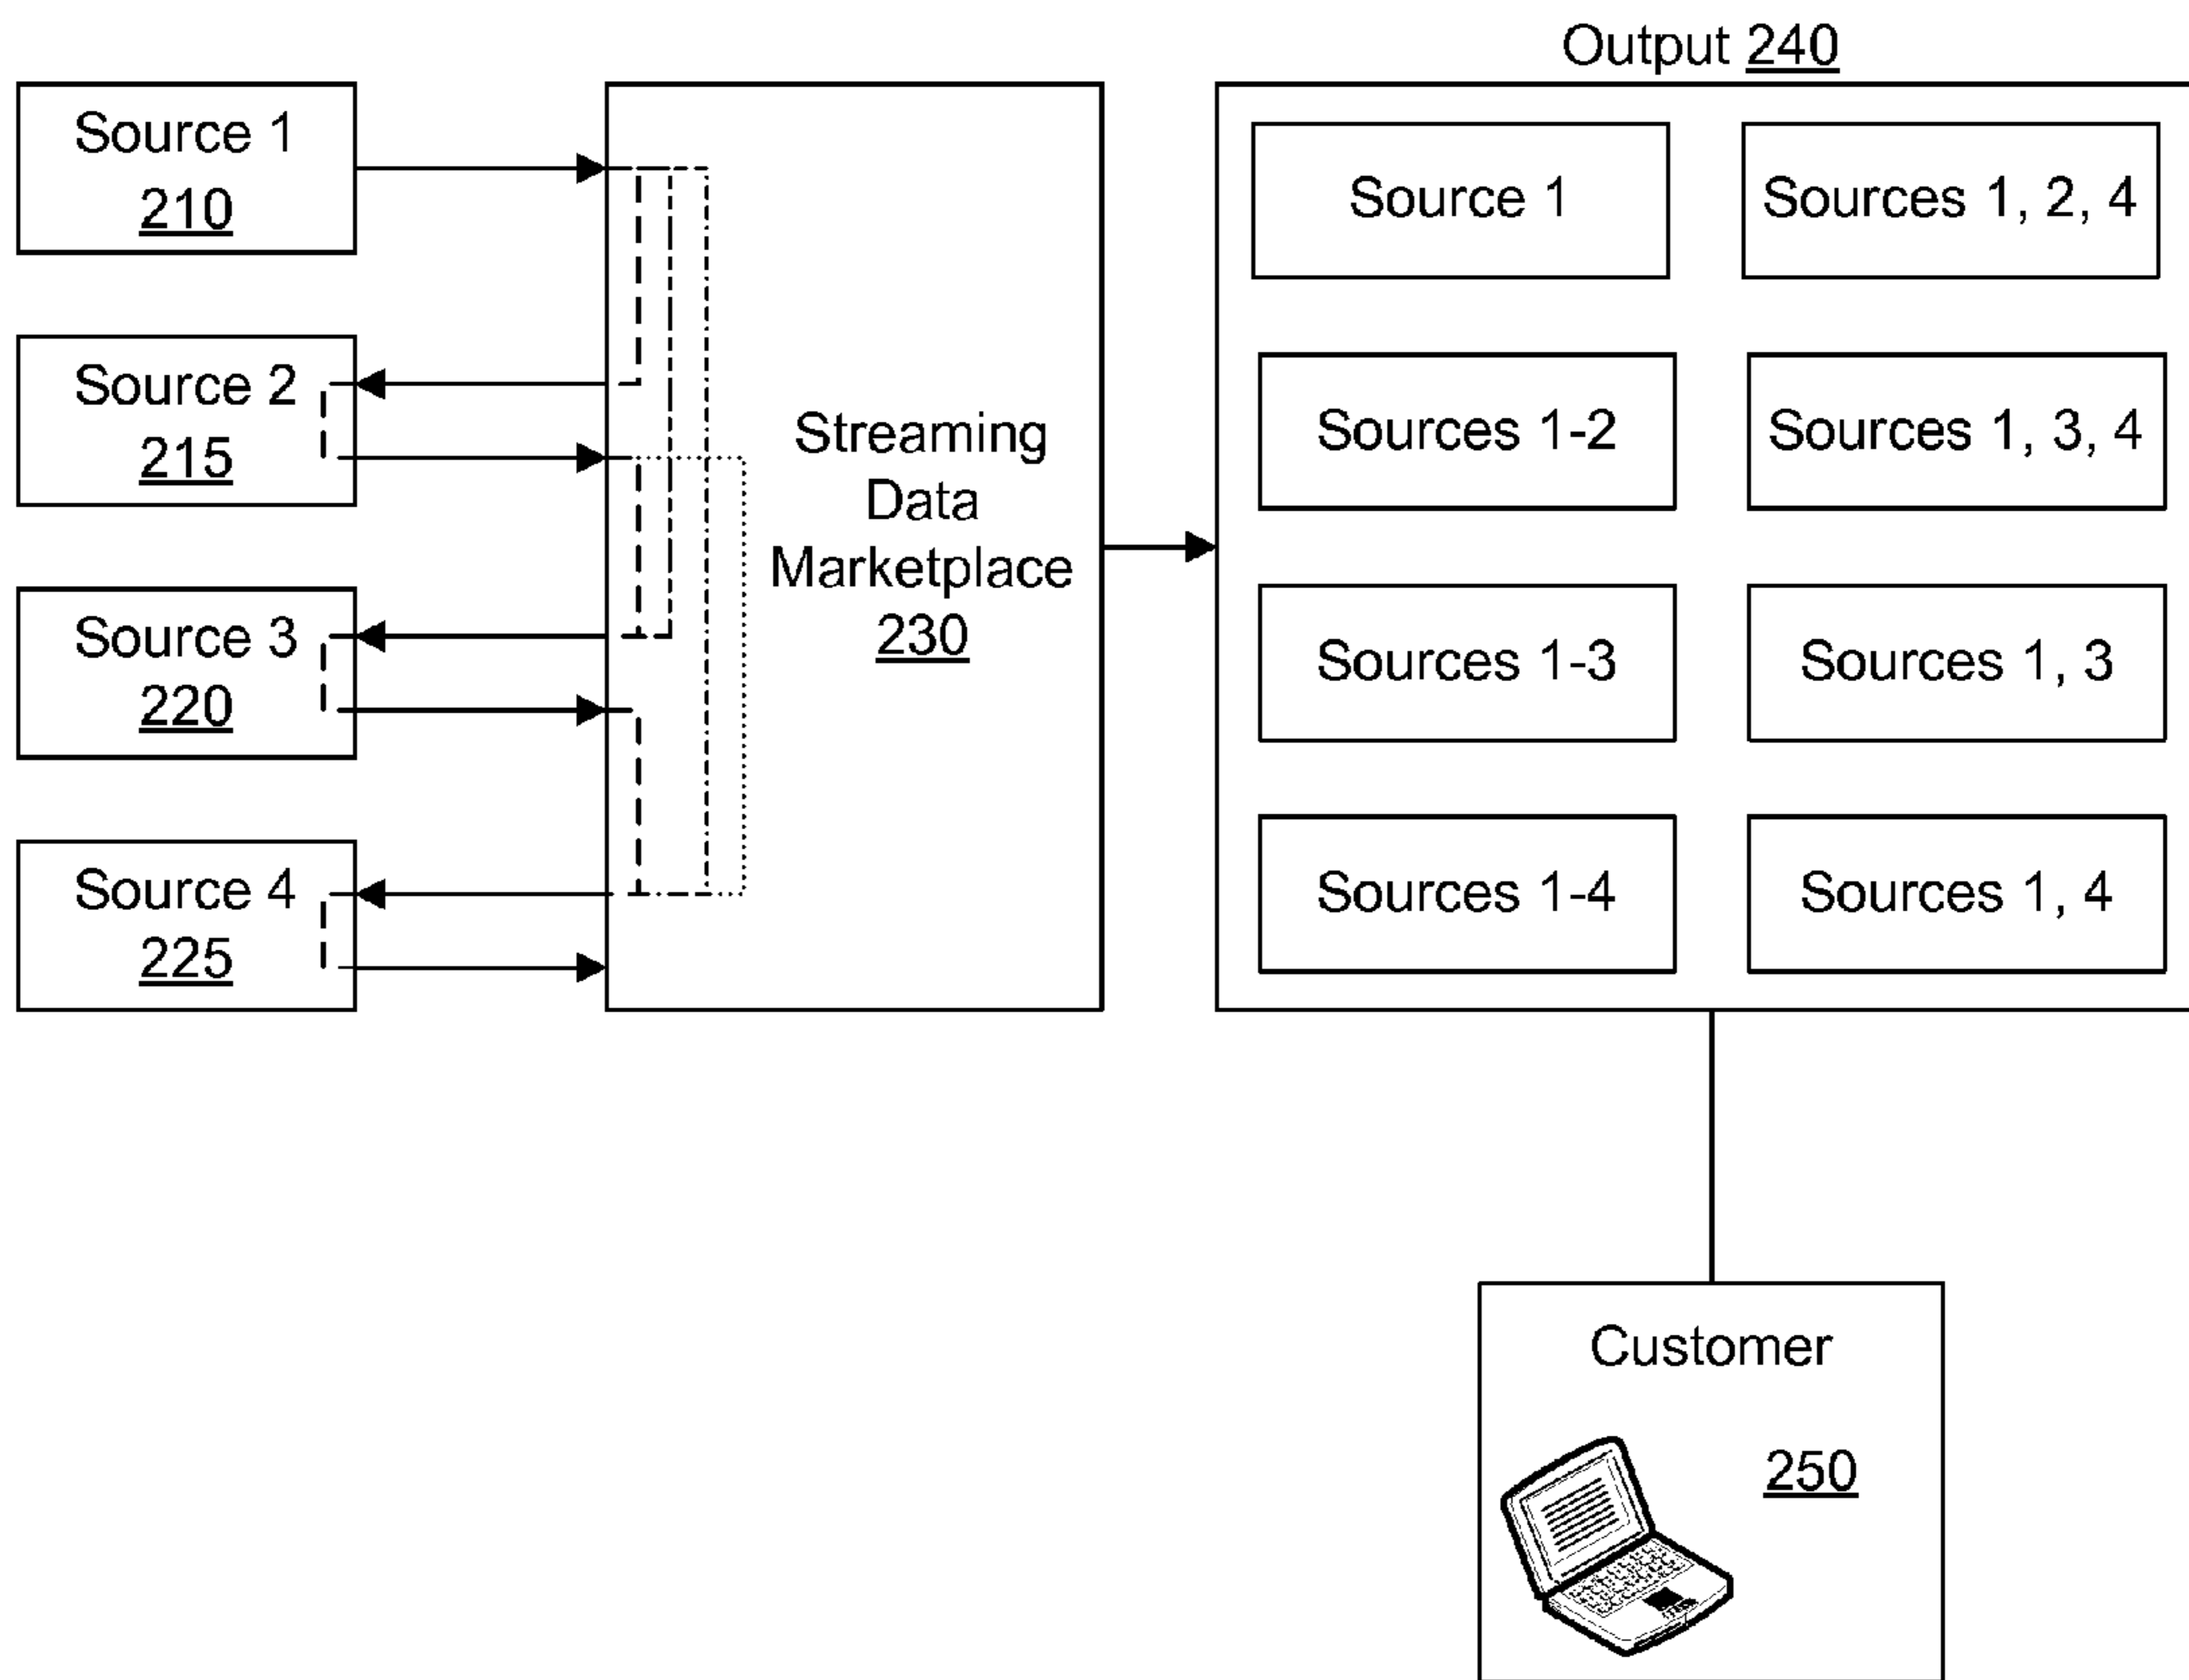 Output 240
Source 1
210
Source 2
215
Source 3
220
Source 4
225
Streaming
Data
Marketplace
230
Source 1
Sources 1, 2, 4
Sources 1-2
Sources 1, 3, 4
Sources 1-3
Sources 1, 3
Sources 1-4
Sources 1, 4
Customer
250